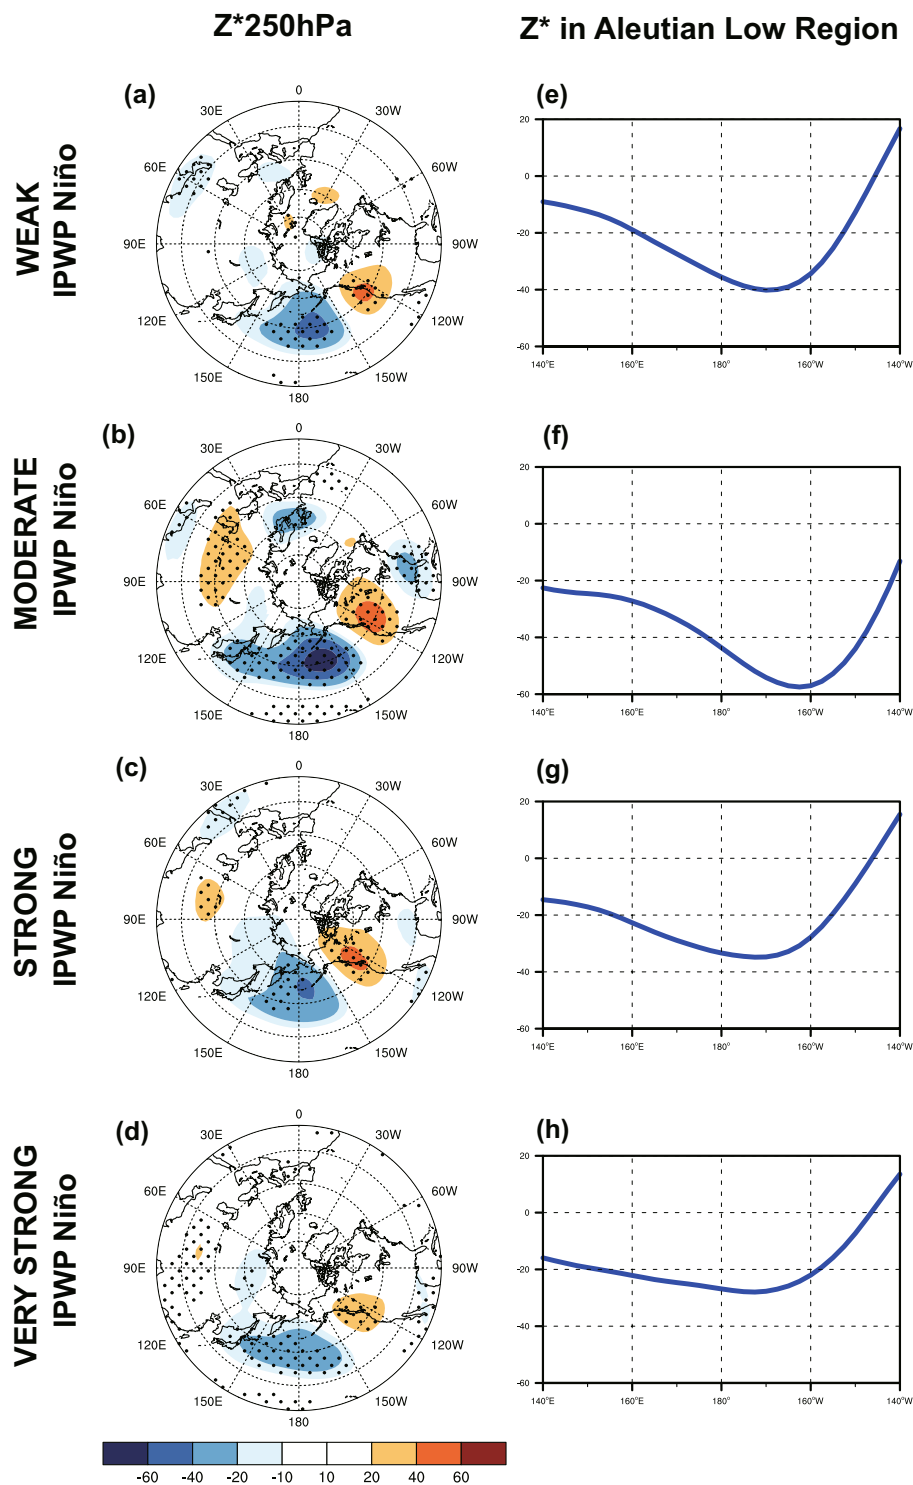 Z*250hPa
Z* in Aleutian Low Region
WEAK
IPWP Niño
(a)
0
30E
30W
60E
60W
90E
90W
120E
120W
150E
150W
180
(e)
20
0
-20
-40
-60
140°E
160°E
180°
160°W
140°W
MODERATE
IPWP Niño
(b)
0
30E
30W
60E
60W
90E
90W
120E
120W
150E
150W
180
(f)
20
0
-20
-40
-60
140°E
160°E
180°
160°W
140°W
STRONG
IPWP Niño
(c)
0
30E
30W
60E
60W
90E
90W
120E
120W
150E
150W
180
(g)
20
0
-20
-40
-60
140°E
160°E
180°
160°W
140°W
VERY STRONG
IPWP Niño
(d)
0
30E
30W
60E
60W
90E
90W
120E
120W
150E
150W
180
(h)
20
0
-20
-40
-60
140°E
160°E
180°
160°W
140°W
-60 -40 -20 -10 10 20 40 60